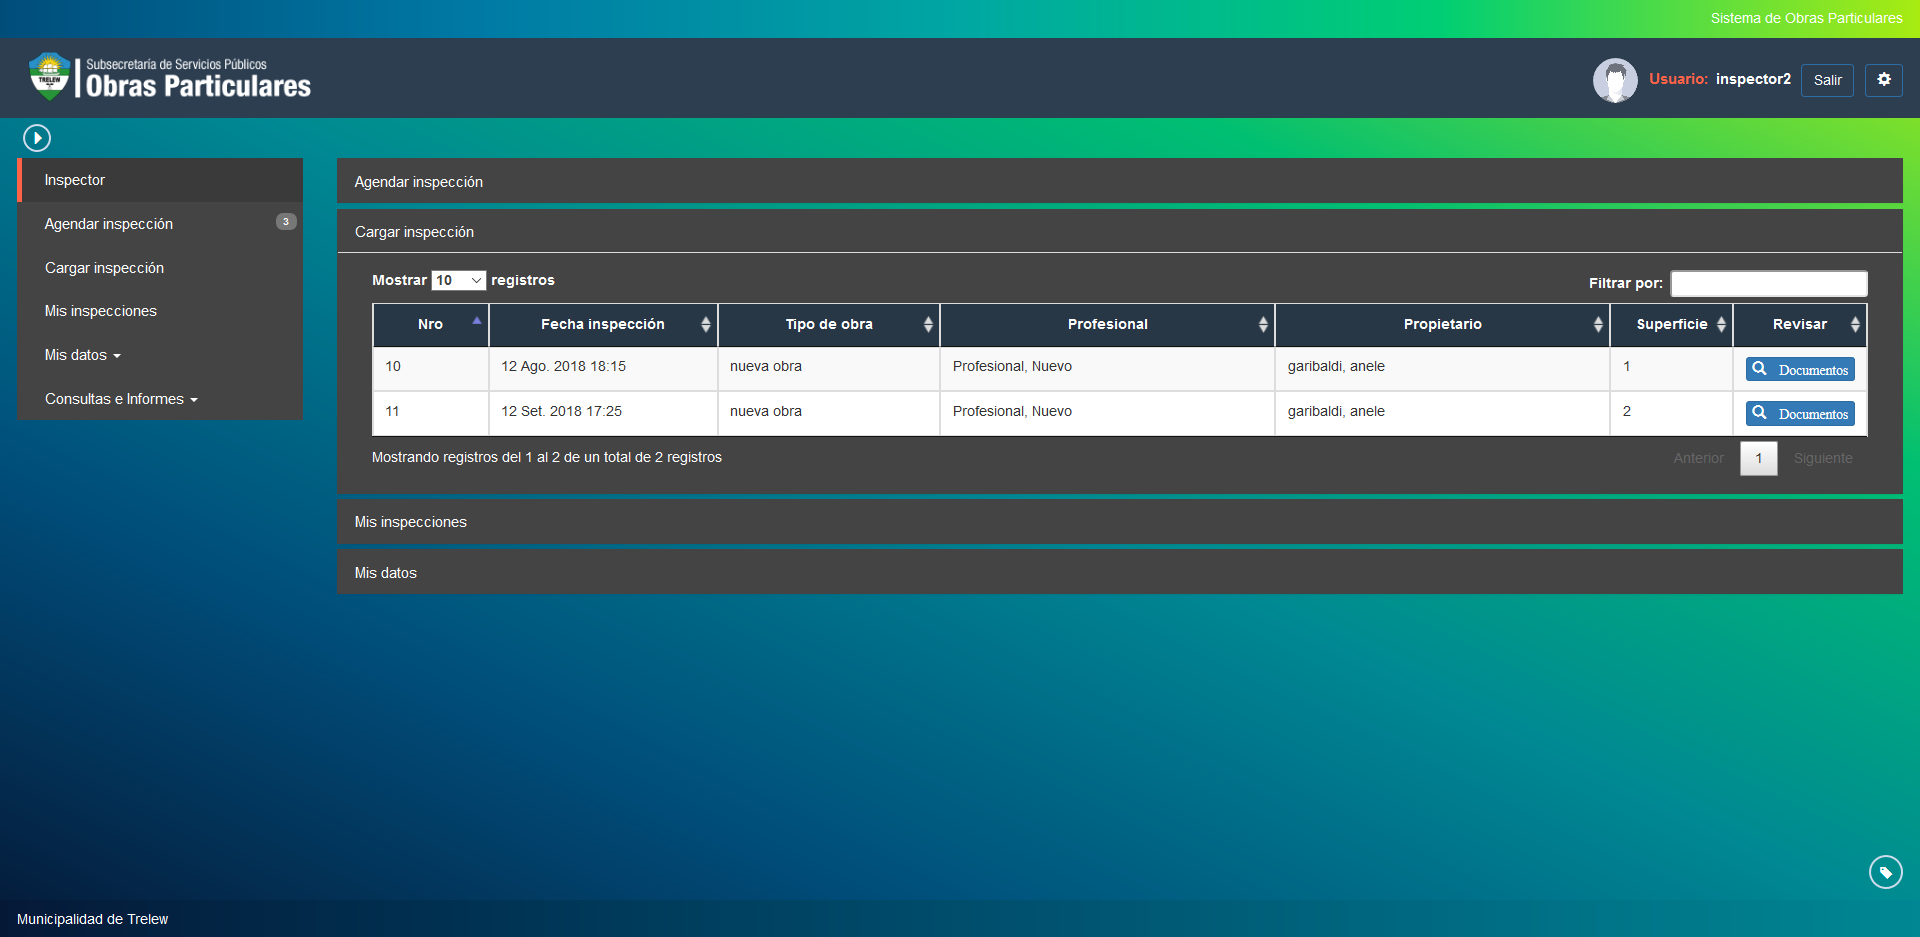 Sistema de Obras Particulares
Subsecretaría de Servicios Públicos
TRELEW
Obras Particulares
Usuario: inspector2 Salir
Inspector
Agendar inspección 3
Cargar inspección
Mis inspecciones
Mis datos
Consultas e Informes
Agendar inspección
Cargar inspección
Mostrar 10 registros
Filtrar por:
Nro Fecha inspección Tipo de obra Profesional Propietario Superficie Revisar
10 12 Ago. 2018 18:15 nueva obra Profesional, Nuevo garibaldi, anele 1 Documentos
11 12 Set. 2018 17:25 nueva obra Profesional, Nuevo garibaldi, anele 2 Documentos
Mostrando registros del 1 al 2 de un total de 2 registros
Anterior 1 Siguiente
Mis inspecciones
Mis datos
Municipalidad de Trelew